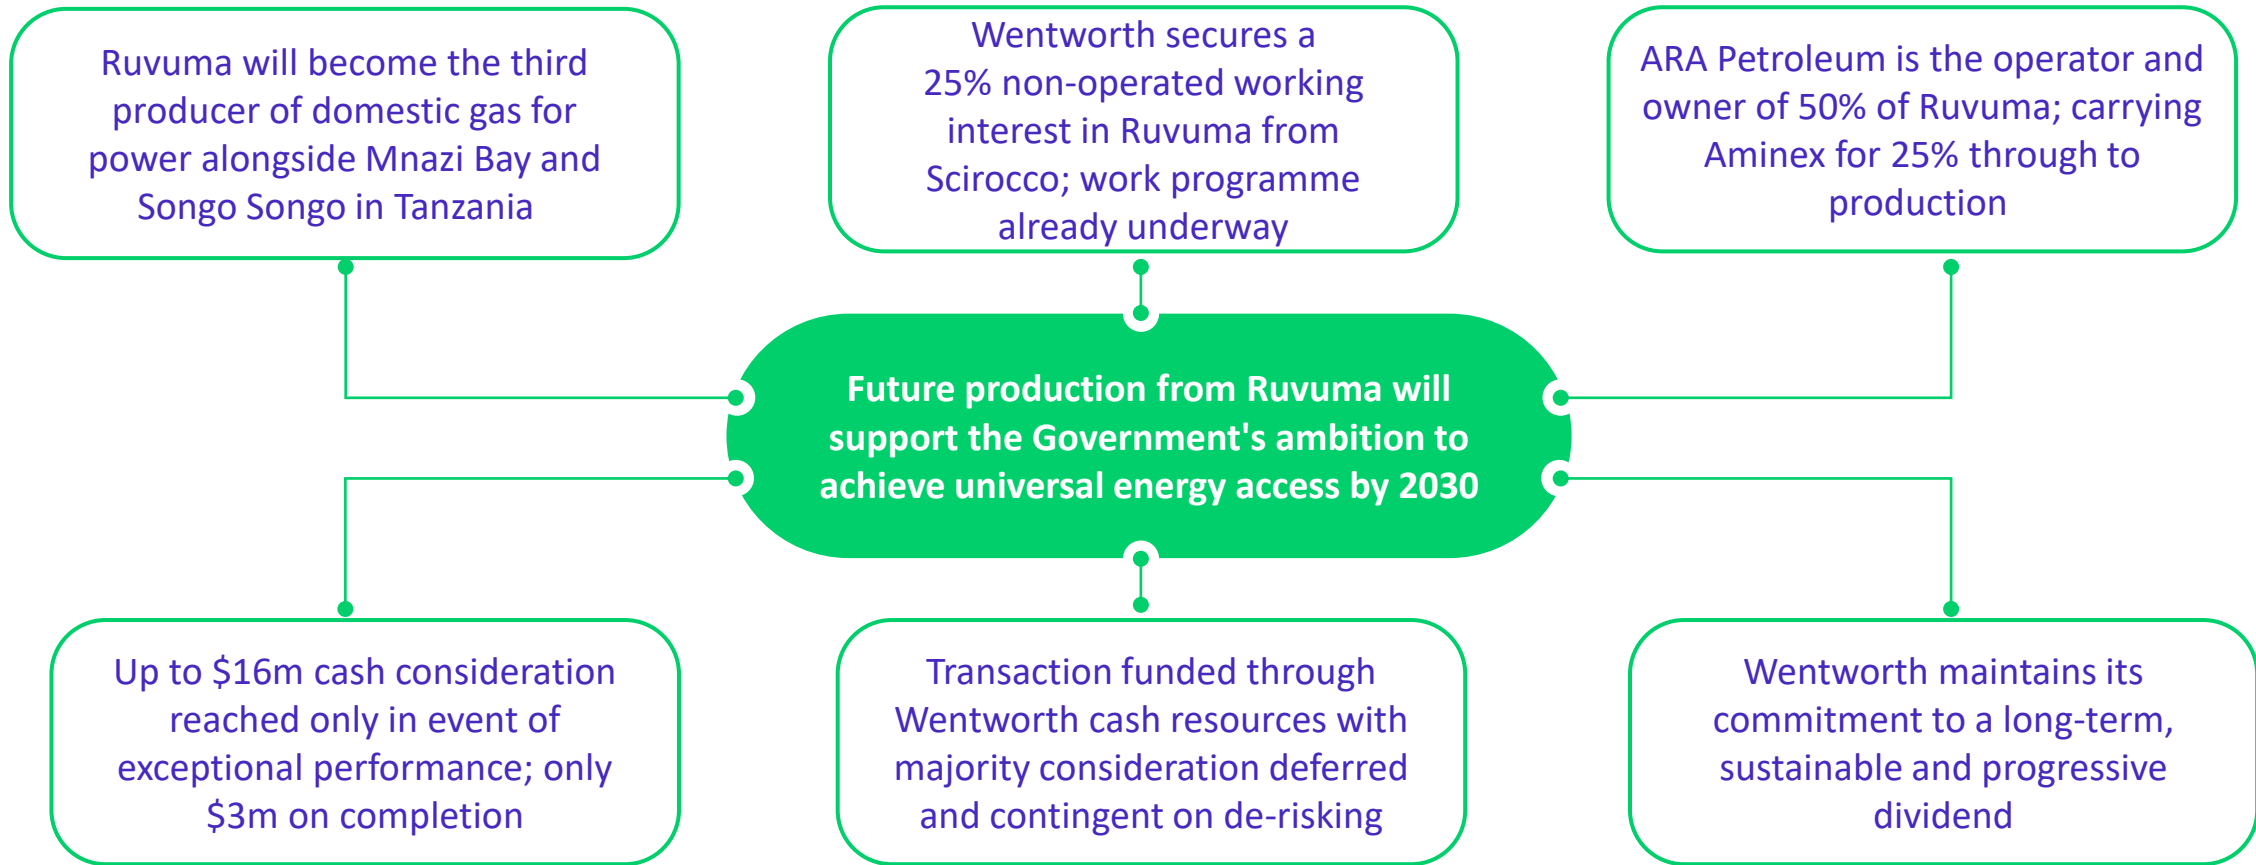 Ruvuma will become the third
producer of domestic gas for
power alongside Mnazi Bay and
Songo Songo in Tanzania
Wentworth secures a
25% non-operated working
interest in Ruvuma from
Scirocco; work programme
already underway
ARA Petroleum is the operator and
owner of 50% of Ruvuma; carrying
Aminex for 25% through to
production
Future production from Ruvuma will
support the Government's ambition to
achieve universal energy access by 2030
Up to $16m cash consideration
reached only in event of
exceptional performance; only
$3m on completion
Transaction funded through
Wentworth cash resources with
majority consideration deferred
and contingent on de-risking
Wentworth maintains its
commitment to a long-term,
sustainable and progressive
dividend